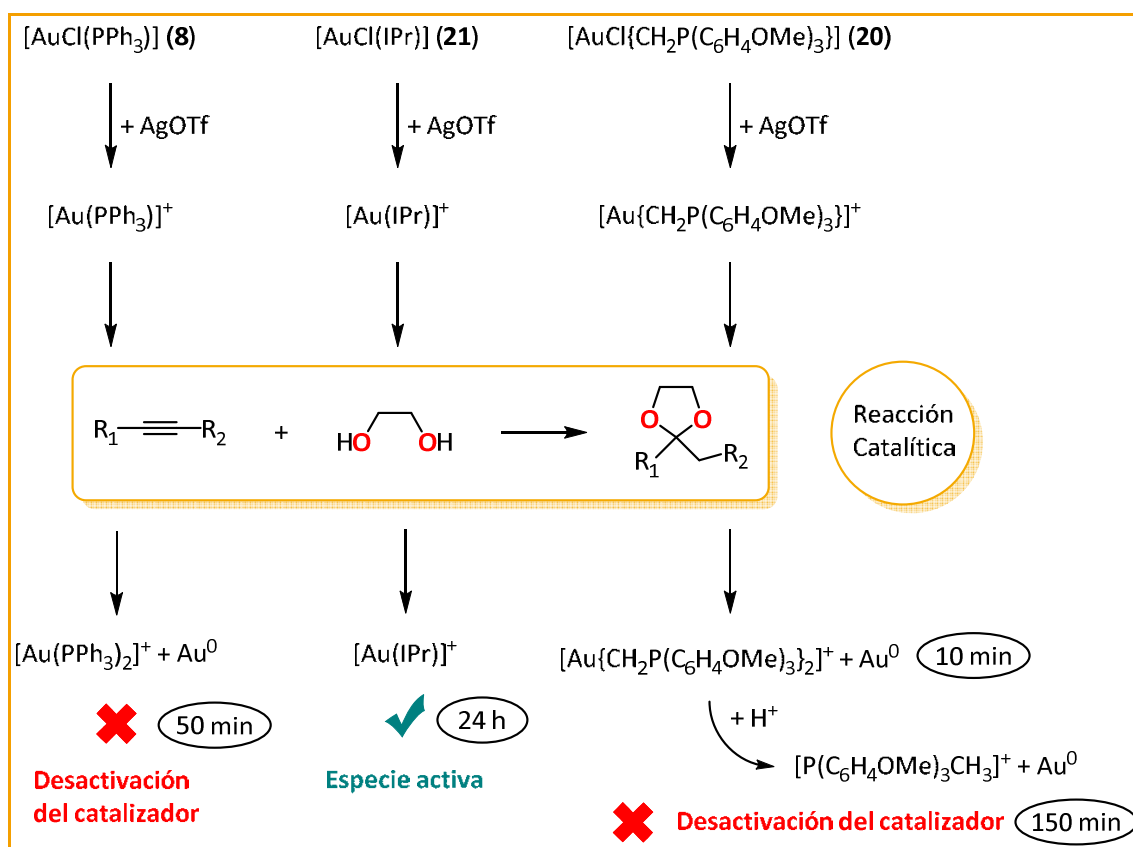 [AuCl(PPh₃)] (8) [AuCl(IPr)] (21) [AuCl{CH₂P(C₆H₄OMe)₃}] (20)
+ AgOTf + AgOTf + AgOTf
[Au(PPh₃)]⁺ [Au(IPr)]⁺ [Au{CH₂P(C₆H₄OMe)₃}]⁺
R₁ R₂ + HO OH O O R₁ R₂
Reacción
Catalítica
[Au(PPh₃)₂]⁺ + Au⁰ [Au(IPr)]⁺ [Au{CH₂P(C₆H₄OMe)₃}₂]⁺ + Au⁰ 10 min
50 min 24 h + H⁺
[P(C₆H₄OMe)₃CH₃]⁺ + Au⁰
Desactivación
del catalizador
Especie activa
Desactivación del catalizador 150 min